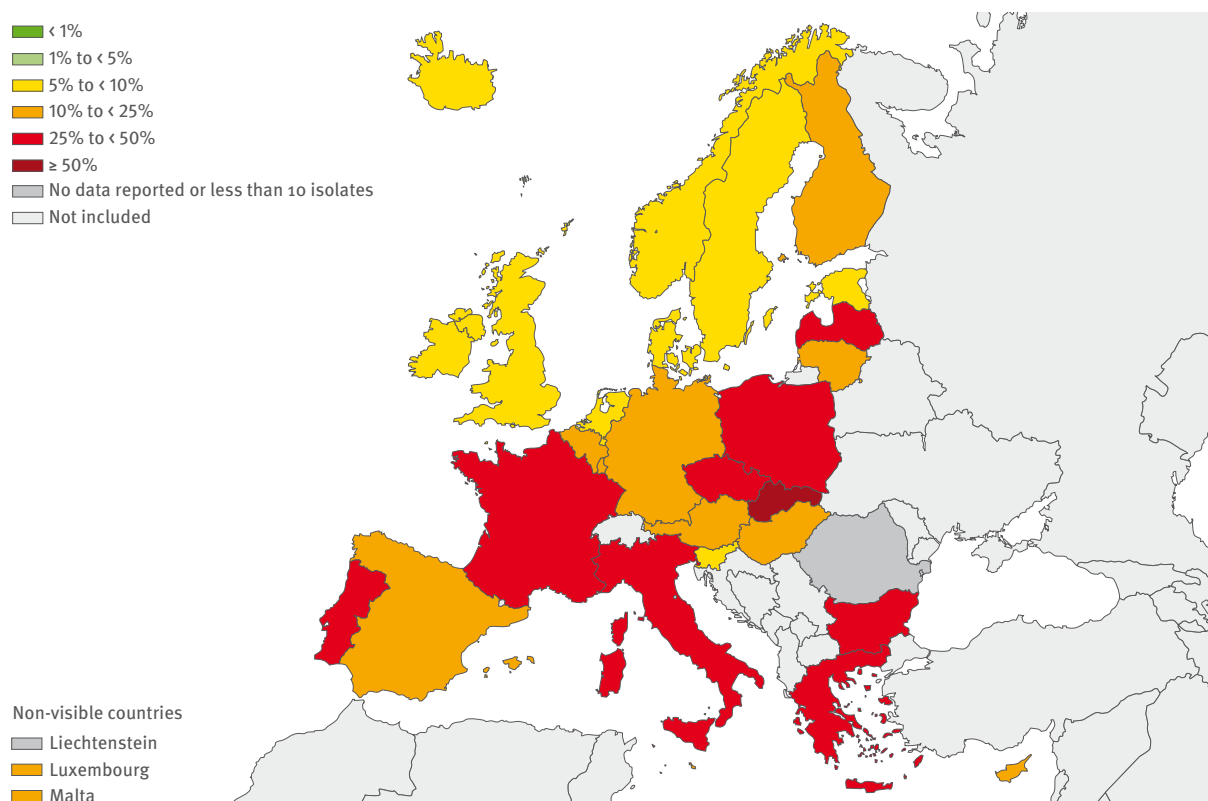 < 1%
1% to < 5%
5% to < 10%
10% to < 25%
25% to < 50%
≥ 50%
No data reported or less than 10 isolates
Not included
Non-visible countries
Liechtenstein
Luxembourg
Malta